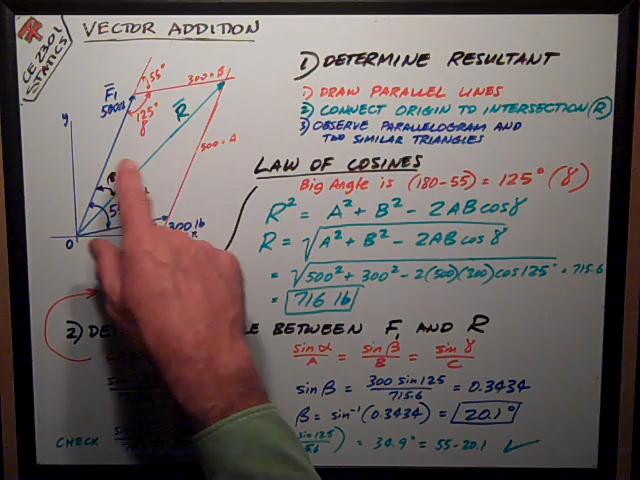 CE 2301
STATICS
VECTOR ADDITION
55°
300 = B
F₁
125°
γ
R
y
500 = A
300 lb
x
0
1) DETERMINE RESULTANT
1) DRAW PARALLEL LINES
2) CONNECT ORIGIN TO INTERSECTION (R)
3) OBSERVE PARALLELOGRAM AND
TWO SIMILAR TRIANGLES
LAW OF COSINES
Big Angle is (180-55) = 125° (γ)
R² = A² + B² - 2AB cos γ
R = √A² + B² - 2AB cos γ
= √500² + 300² - 2(500)(300) cos 125° = 715.6
= 716 lb
2) BETWEEN F₁ AND R
sin α / A = sin β / B = sin γ / C
sin β = 300 sin 125 / 715.6 = 0.3434
β = sin⁻¹ (0.3434) = 20.1°
CHECK = 34.9° = 55-20.1 ✓